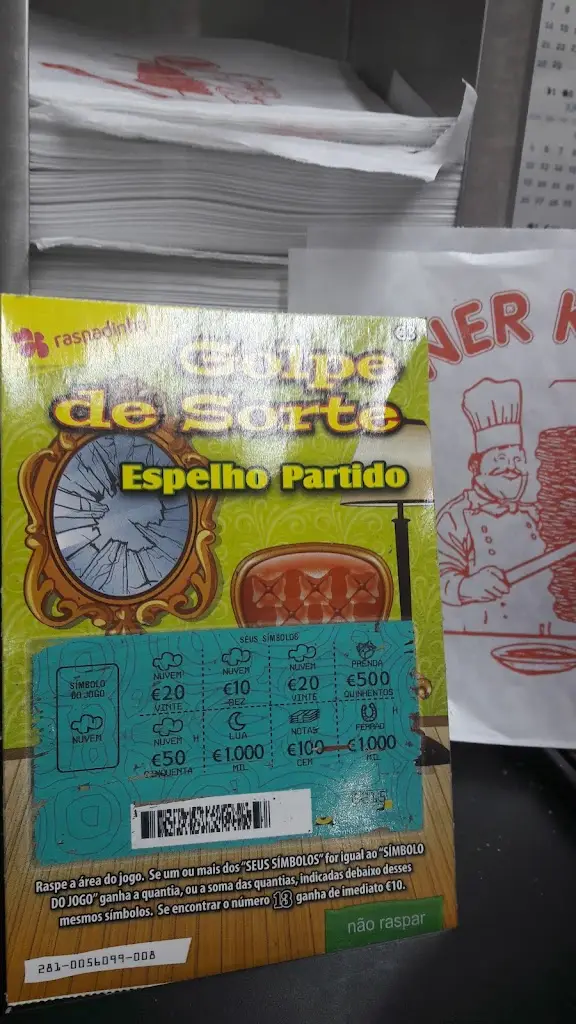 raspadinha
€3
Golpe
de Sorte
Espelho Partido
NER K
SEUS SÍMBOLOS
SÍMBOLO
DO JOGO
NUVEM
NUVEM NUVEM NUVEM PRENDA
€20 €10 €20 €500
VINTE DEZ VINTE QUINHENTOS
NUVEM LUA NOTAS FERRAD
€50 €1.000 €100 €1.000
CINQUENTA MIL CEM MIL
Raspe a área do jogo. Se um ou mais dos "SEUS SÍMBOLOS" for igual ao "SÍMBOLO
DO JOGO" ganha a quantia, ou a soma das quantias, indicadas debaixo desses
mesmos símbolos. Se encontrar o número 13 ganha de imediato €10.
não raspar
281-0056099-008